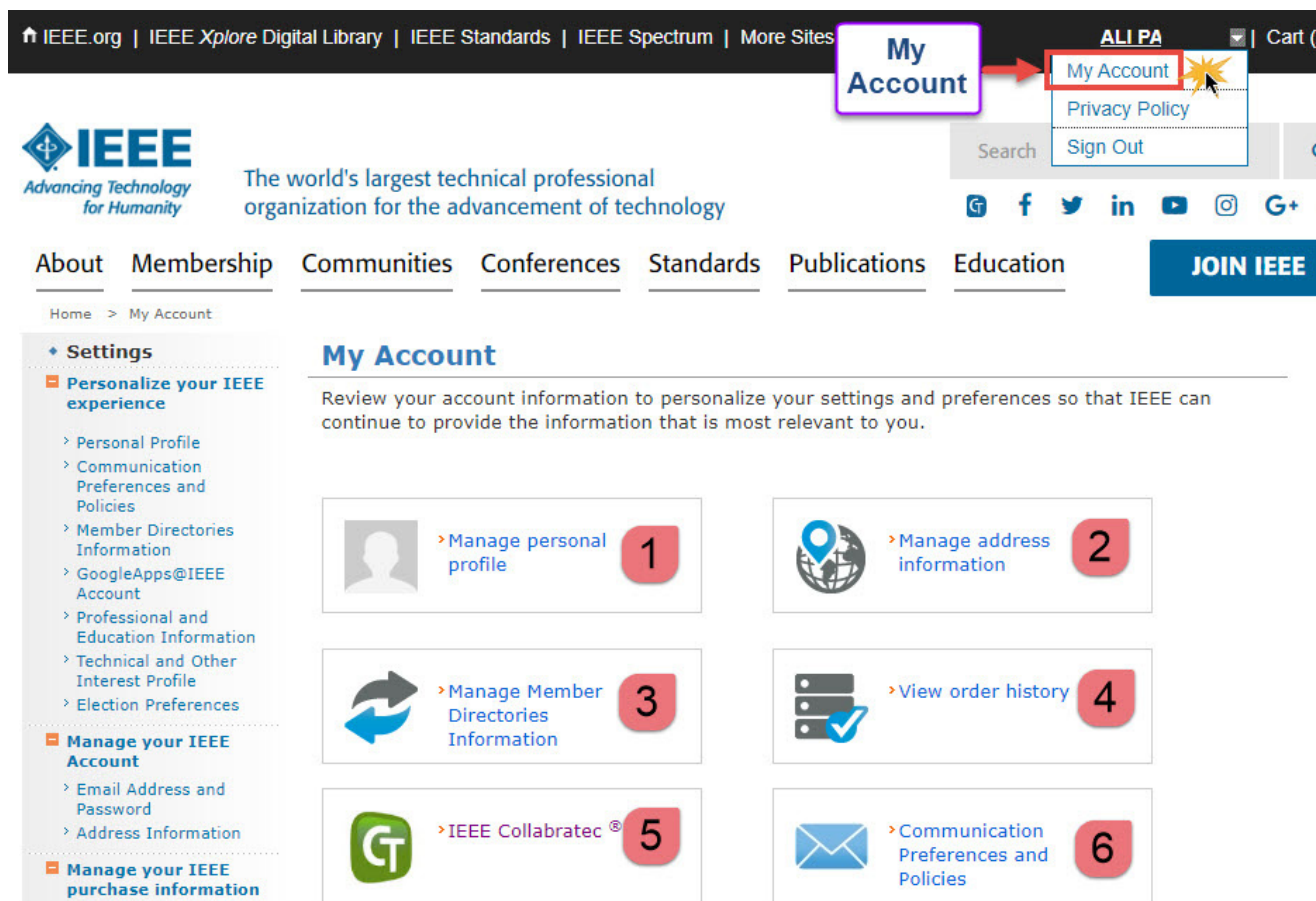 IEEE.org | IEEE Xplore Digital Library | IEEE Standards | IEEE Spectrum | More Sites
ALI PA | Cart (
My
Account
My Account
Privacy Policy
Sign Out
IEEE
Advancing Technology
for Humanity
The world's largest technical professional
organization for the advancement of technology
Search
f in G+
About Membership Communities Conferences Standards Publications Education JOIN IEEE
Home > My Account
Settings
Personalize your IEEE
experience
> Personal Profile
> Communication
Preferences and
Policies
> Member Directories
Information
> GoogleApps@IEEE
Account
> Professional and
Education Information
> Technical and Other
Interest Profile
> Election Preferences
Manage your IEEE
Account
> Email Address and
Password
> Address Information
Manage your IEEE
purchase information
My Account
Review your account information to personalize your settings and preferences so that IEEE can
continue to provide the information that is most relevant to you.
> Manage personal
profile
1
> Manage address
information
2
> Manage Member
Directories
Information
3
> View order history
4
> IEEE Collabratec ®
5
> Communication
Preferences and
Policies
6